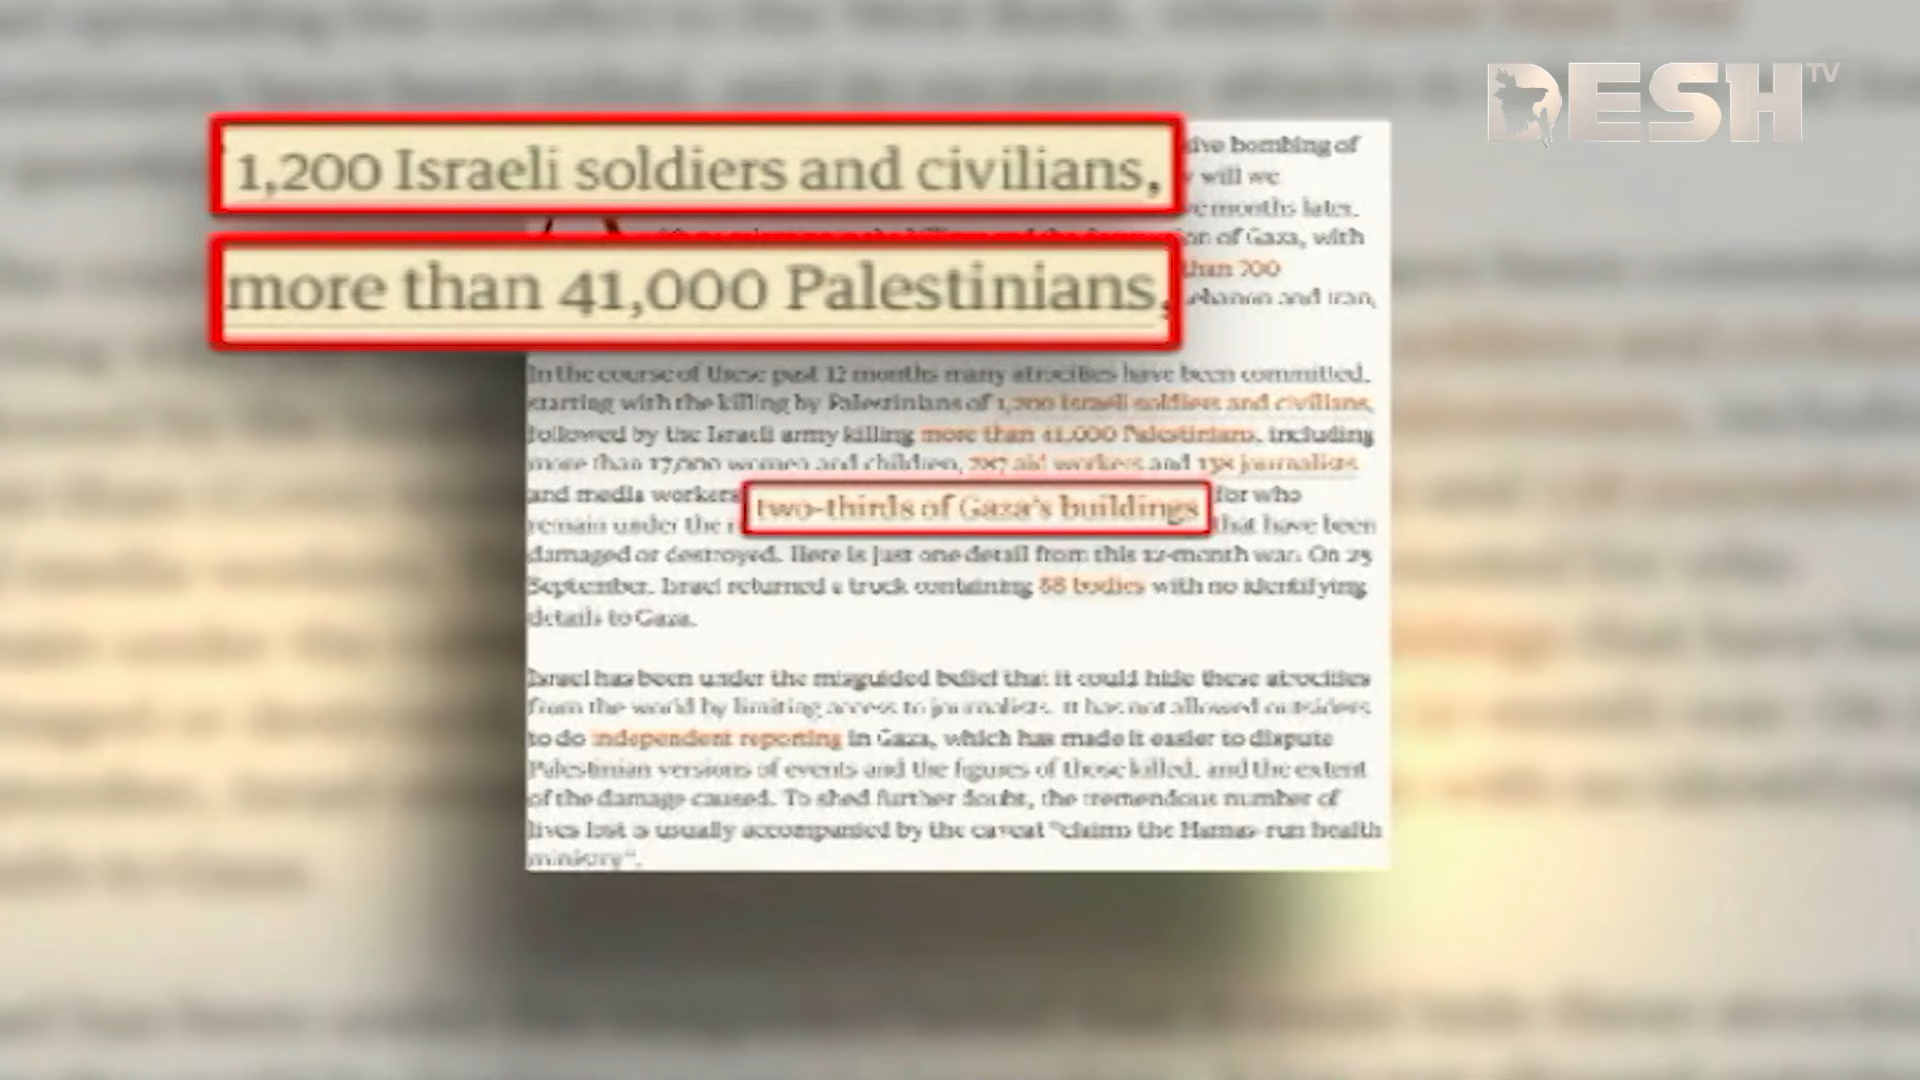 DESH TV
1,200 Israeli soldiers and civilians,
more than 41,000 Palestinians,
bombing of
will we
months later.
of Gaza, with
than 700
Lebanon and Iran,
In the course of these past 12 months many atrocities have been committed,
starting with the killing by Palestinians of 1,200 Israeli soldiers and civilians,
followed by the Israeli army killing more than 41,000 Palestinians, including
more than 17,000 women and children, 287 aid workers and 138 journalists
and media workers
two-thirds of Gaza's buildings
for who
remain under the
that have been
damaged or destroyed. Here is just one detail from this 12-month war. On 25
September, Israel returned a truck containing 88 bodies with no identifying
details to Gaza.
Israel has been under the misguided belief that it could hide these atrocities
from the world by limiting access to journalists. It has not allowed outsiders
to do independent reporting in Gaza, which has made it easier to dispute
Palestinian versions of events and the figures of those killed, and the extent
of the damage caused. To shed further doubt, the tremendous number of
lives lost is usually accompanied by the caveat "claims the Hamas-run health
ministry".